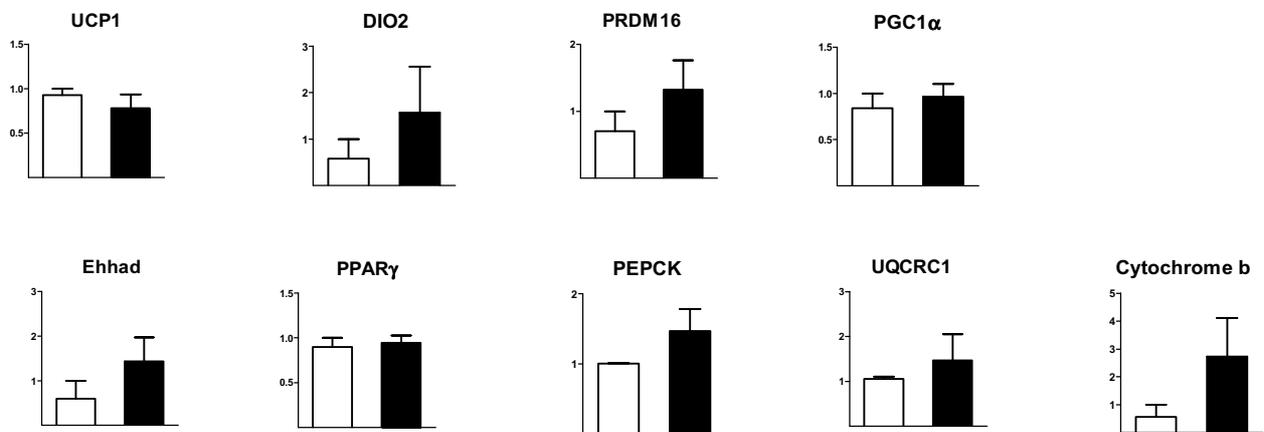 UCP1 DIO2 PRDM16 PGC1α
1.5 3 2 1.5
1.0 2 1 1.0
0.5 1 0.5
Ehhad PPARγ PEPCK UQCRC1 Cytochrome b
3 1.5 2 3 5
2 1.0 1 2 4
1 0.5 1 3
2
1